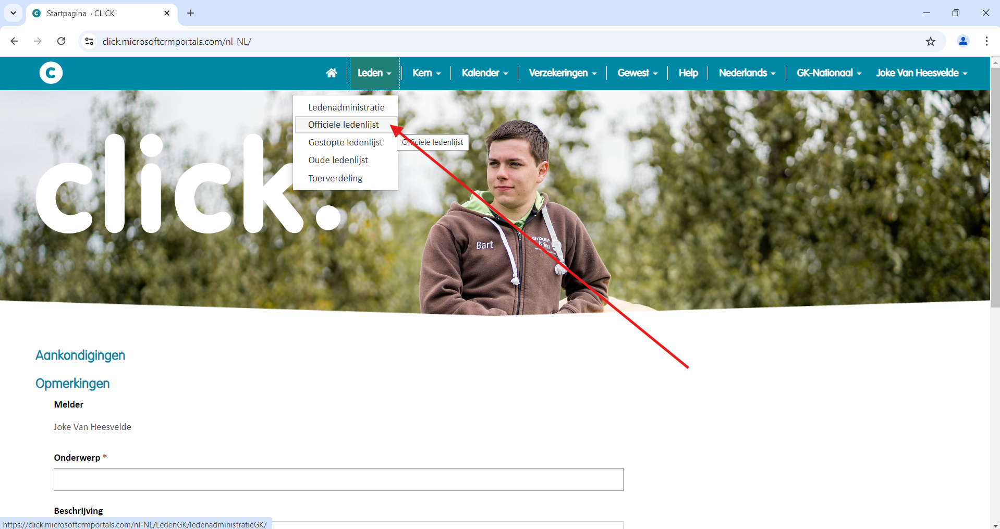 Startpagina · CLICK
click.microsoftcrmportals.com/nl-NL/
c
Leden
Kern
Kalender
Verzekeringen
Gewest
Help
Nederlands
GK-Nationaal
Joke Van Heesvelde
Ledenadministratie
Officiele ledenlijst
Gestopte ledenlijst
Oude ledenlijst
Toerverdeling
Officiele ledenlijst
click.
Bart
Groene
Kring
Aankondigingen
Opmerkingen
Melder
Joke Van Heesvelde
Onderwerp *
Beschrijving
https://click.microsoftcrmportals.com/nl-NL/LedenGK/ledenadministratieGK/